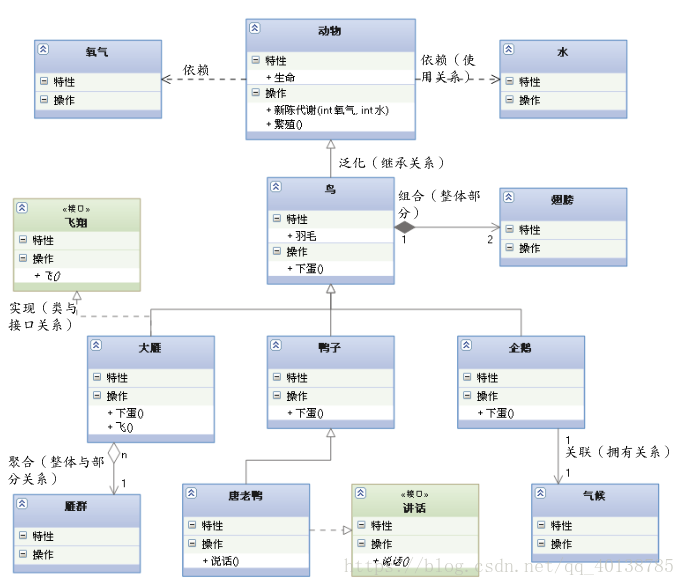 动物
特性
+ 生命
操作
+ 新陈代谢(int氧气, int水)
+ 繁殖()
氧气
特性
操作
依赖
依赖（使
用关系）
水
特性
操作
泛化（继承关系）
鸟
特性
+ 羽毛
操作
+ 下蛋()
组合（整体部
分）
1
2
翅膀
特性
操作
«接口»
飞翔
特性
操作
+ 飞()
实现（类与
接口关系）
大雁
特性
操作
+ 下蛋()
+ 飞()
鸭子
特性
操作
+ 下蛋()
企鹅
特性
操作
+ 下蛋()
聚合（整体与部
分关系）
n
1
雁群
特性
操作
唐老鸭
特性
操作
+ 说话()
«接口»
讲话
特性
操作
+ 说话()
1
关联（拥有关系）
1
气候
特性
操作
https://blog.csdn.net/qq_40138785